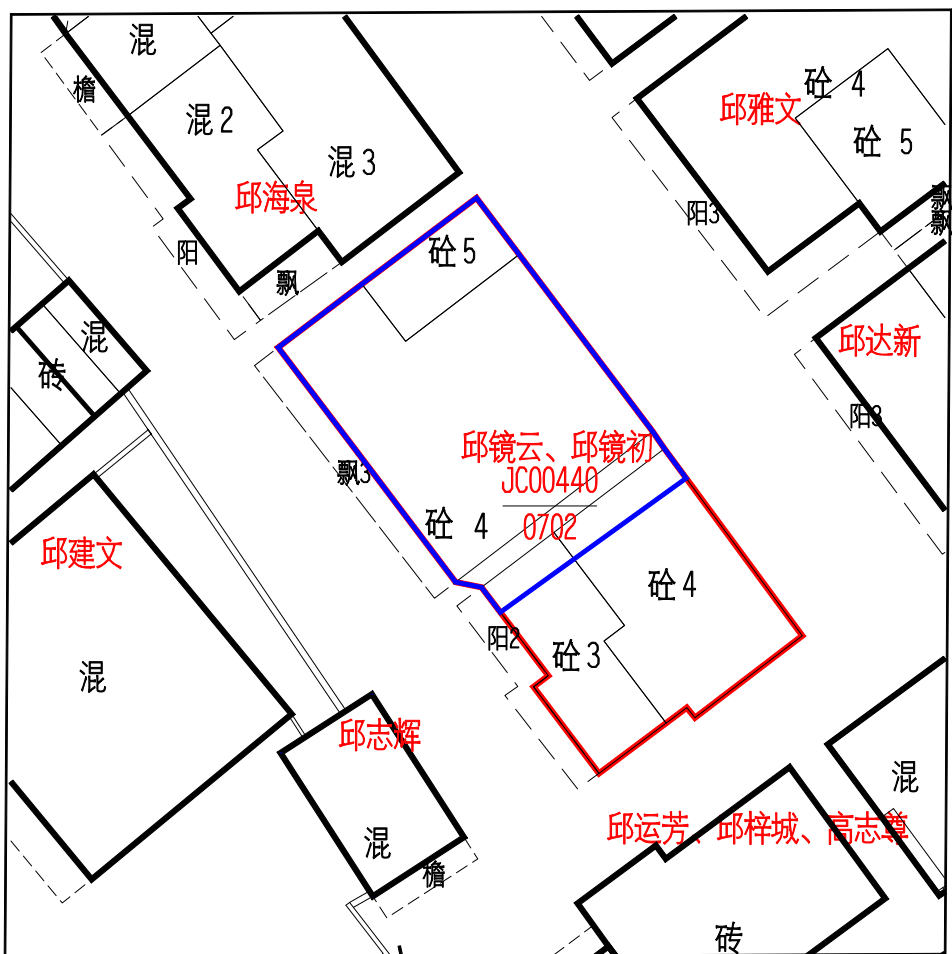 混
檐
混2
混3
邱海泉
阳
飘
砼 4
邱雅文
砼 5
阳3
飘
飘
砼5
混
砖
邱达新
阳3
邱镜云、邱镜初
JC00440
0702
飘3
砼 4
邱建文
砼4
阳2
砼3
混
邱志辉
混
檐
混
邱运芳、邱梓城、高志尊
砖